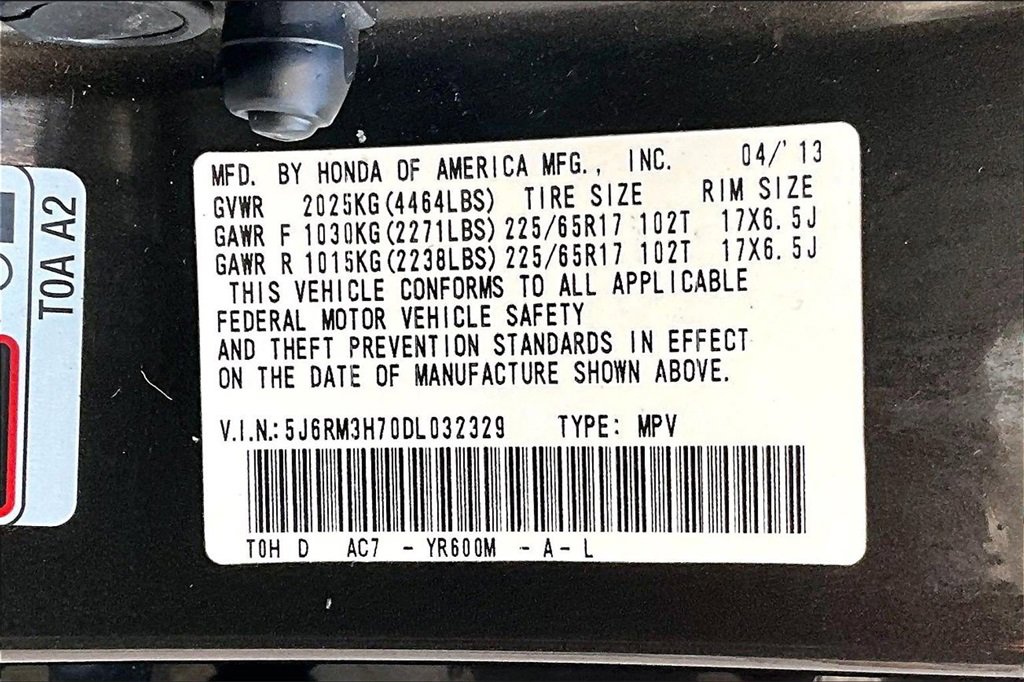 MFD. BY HONDA OF AMERICA MFG., INC. 04/'13
GVWR 2025KG(4464LBS) TIRE SIZE RIM SIZE
GAWR F 1030KG(2271LBS) 225/65R17 102T 17X6.5J
GAWR R 1015KG(2238LBS) 225/65R17 102T 17X6.5J
THIS VEHICLE CONFORMS TO ALL APPLICABLE
FEDERAL MOTOR VEHICLE SAFETY
AND THEFT PREVENTION STANDARDS IN EFFECT
ON THE DATE OF MANUFACTURE SHOWN ABOVE.
V.I.N.: 5J6RM3H70DL032329 TYPE: MPV
T0H D AC7 - YR600M - A - L
T0A A2